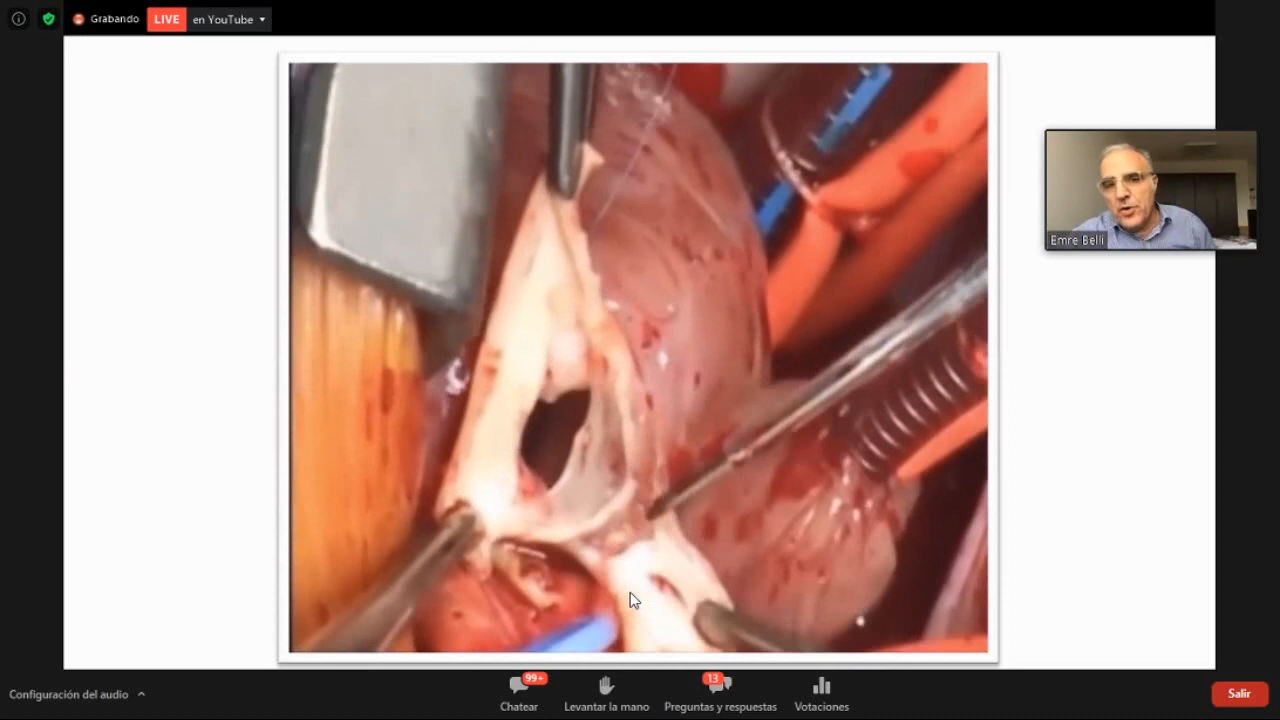 Grabando
LIVE
en YouTube
Emre Belli
Configuración del audio
99+
Chatear
Levantar la mano
13
Preguntas y respuestas
Votaciones
Salir